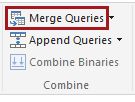 Merge Queries
Append Queries
Combine Binaries
Combine